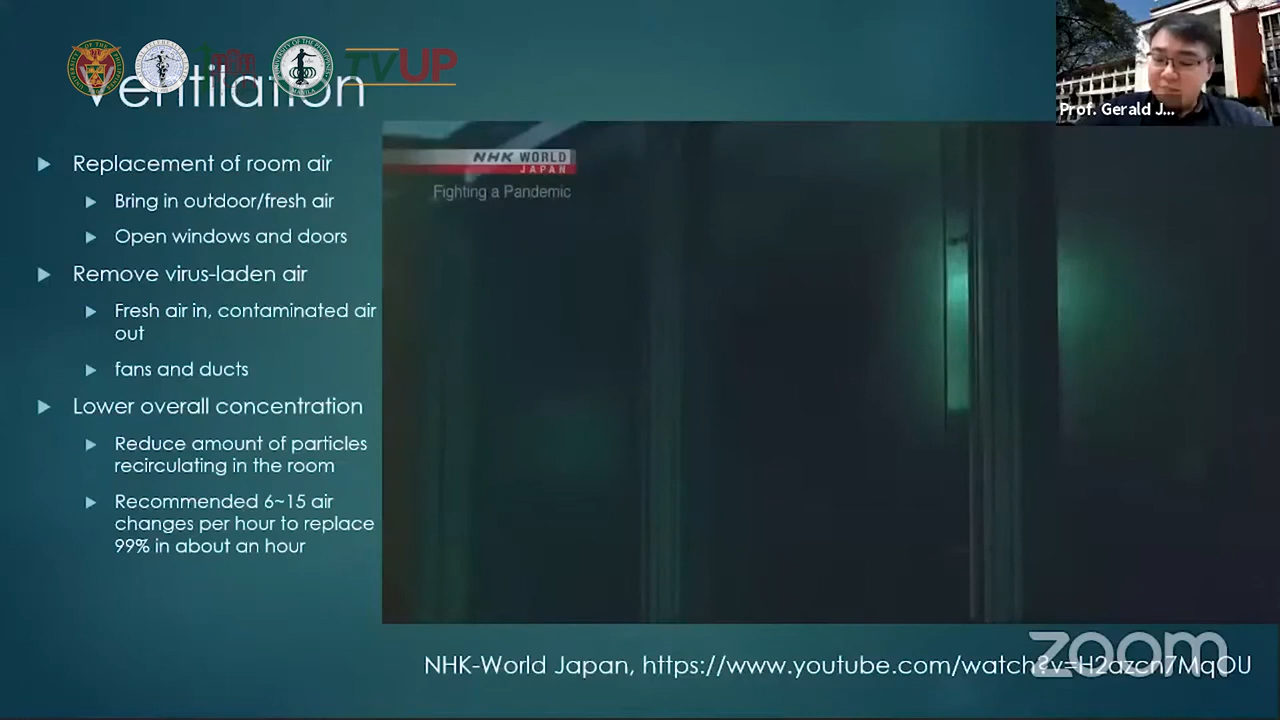 TVUP
Ventilation
Prof. Gerald J...
Replacement of room air
Bring in outdoor/fresh air
Open windows and doors
Remove virus-laden air
Fresh air in, contaminated air
out
fans and ducts
Lower overall concentration
Reduce amount of particles
recirculating in the room
Recommended 6~15 air
changes per hour to replace
99% in about an hour
NHK WORLD
JAPAN
Fighting a Pandemic
zoom
NHK-World Japan, https://www.youtube.com/watch?v=H2azcn7MqOU